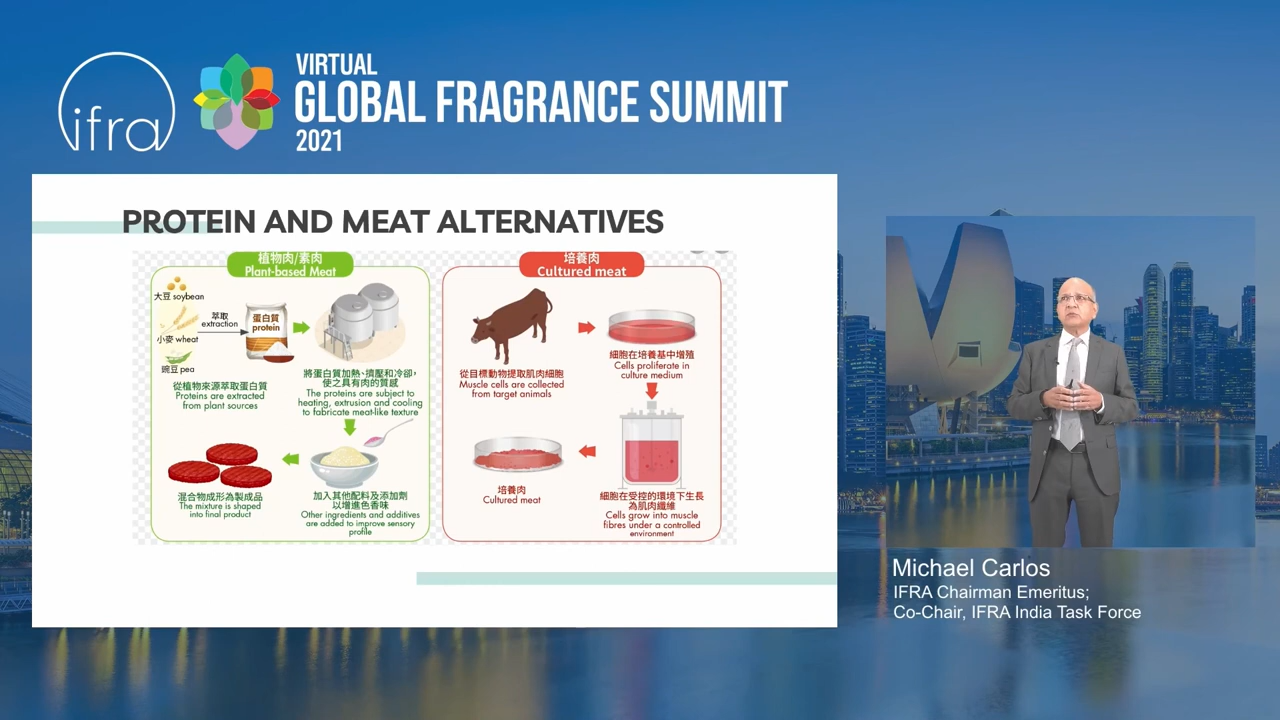 ifra
VIRTUAL
GLOBAL FRAGRANCE SUMMIT
2021
PROTEIN AND MEAT ALTERNATIVES
植物肉/素肉
Plant-based Meat
大豆 soybean
小麥 wheat
豌豆 pea
萃取
extraction
蛋白質
protein
從植物來源萃取蛋白質
Proteins are extracted
from plant sources
將蛋白質加熱、擠壓和冷卻,
使之具有肉的質感
The proteins are subject to
heating, extrusion and cooling
to fabricate meat-like texture
加入其他配料及添加劑
以增進色香味
Other ingredients and additives
are added to improve sensory
profile
混合物成形為製成品
The mixture is shaped
into final product
培養肉
Cultured meat
從目標動物提取肌肉細胞
Muscle cells are collected
from target animals
細胞在培養基中增殖
Cells proliferate in
culture medium
細胞在受控的環境下生長
為肌肉纖維
Cells grow into muscle
fibres under a controlled
environment
培養肉
Cultured meat
Michael Carlos
IFRA Chairman Emeritus;
Co-Chair, IFRA India Task Force